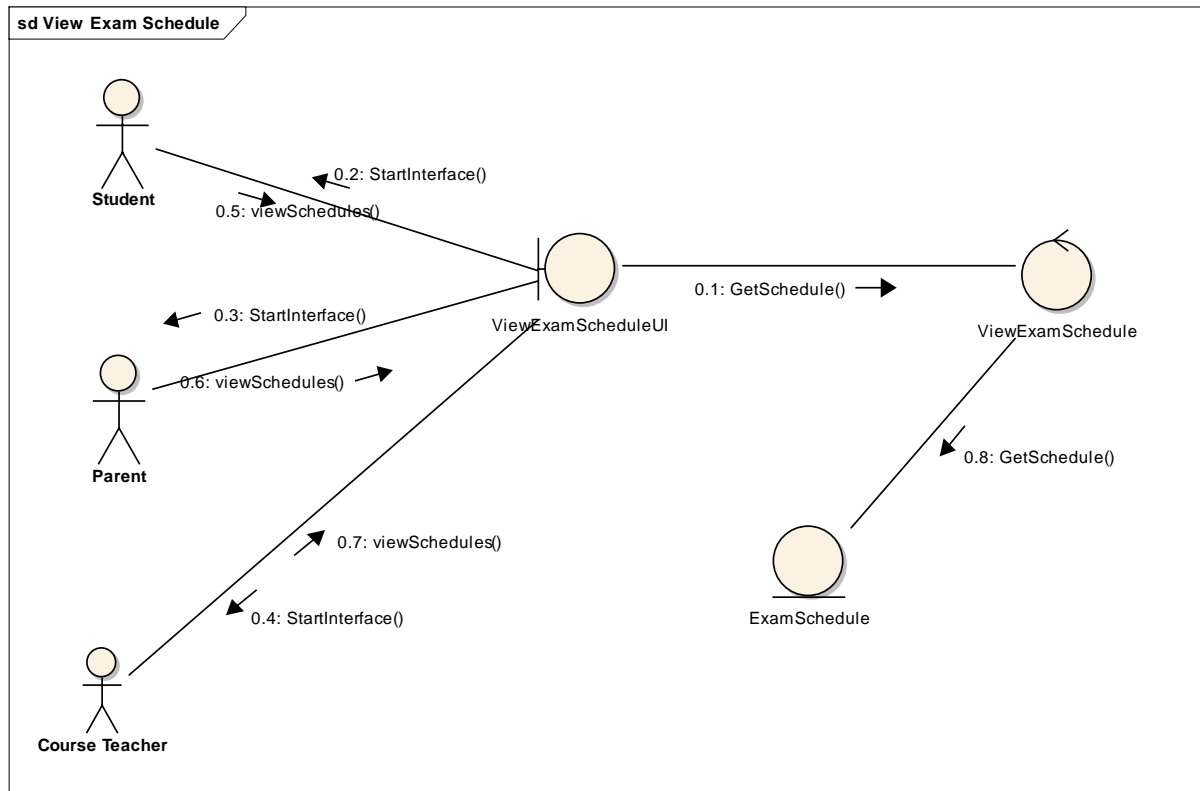 sd View Exam Schedule
Student
0.2: StartInterface()
0.5: viewSchedules()
ViewExamScheduleUI
0.1: GetSchedule()
ViewExamSchedule
0.3: StartInterface()
0.6: viewSchedules()
Parent
0.8: GetSchedule()
0.7: viewSchedules()
0.4: StartInterface()
ExamSchedule
Course Teacher